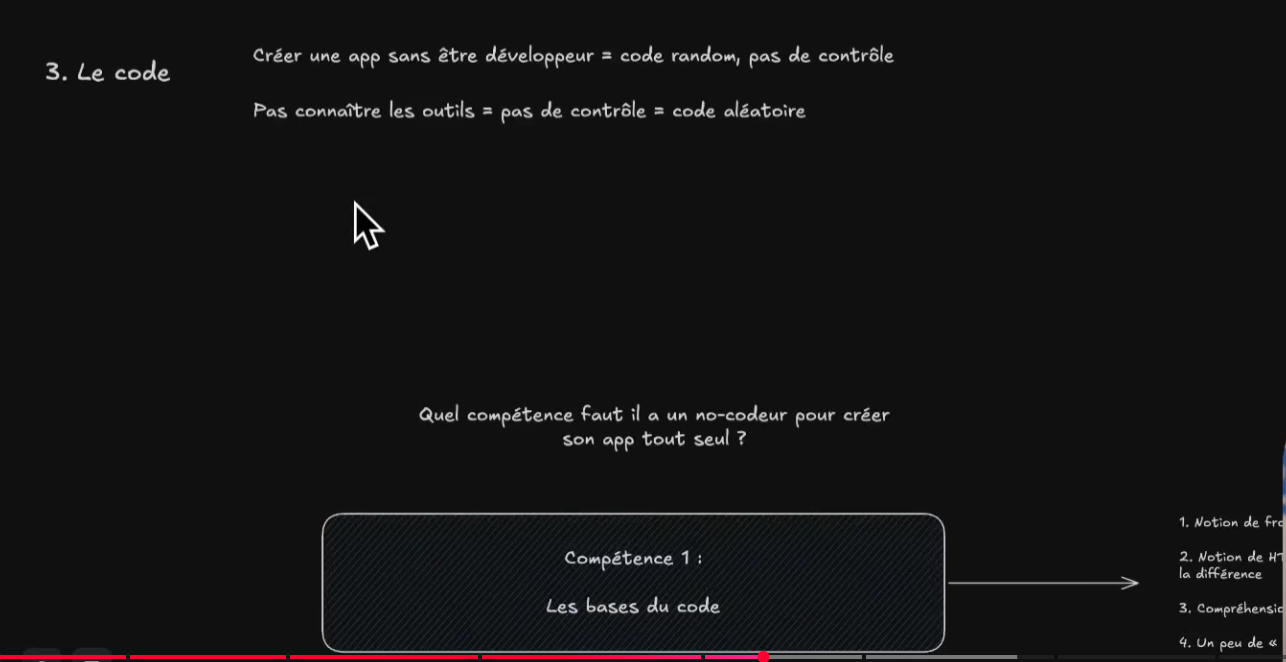 3. Le code
Créer une app sans être développeur = code random, pas de contrôle
Pas connaître les outils = pas de contrôle = code aléatoire
Quel compétence faut il a un no-codeur pour créer
son app tout seul ?
Compétence 1 :
Les bases du code
1. Notion de
2. Notion de
la différence
3.
4. Un peu de «